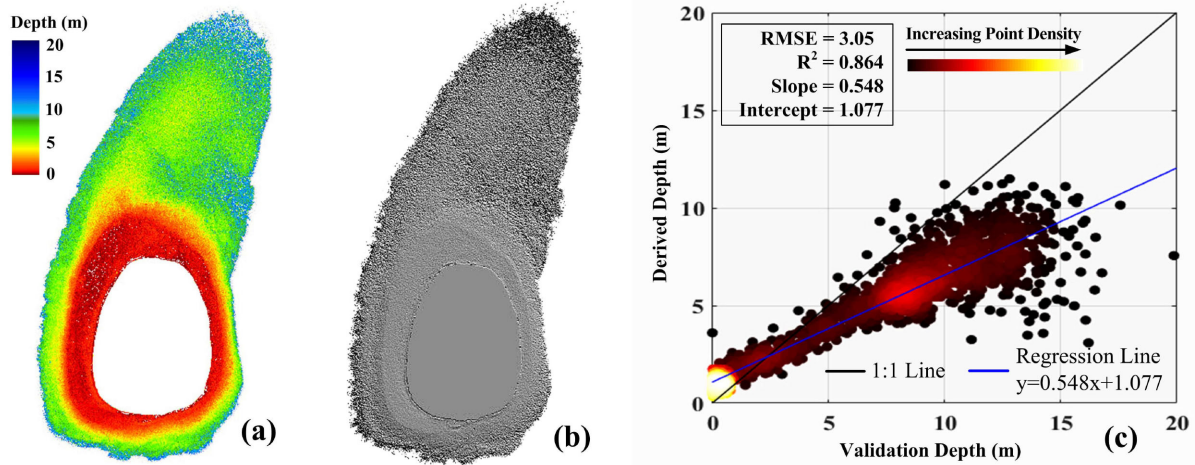 Depth (m)
20
15
10
5
0
(a)
(b)
20
15
10
5
0
Derived Depth (m)
RMSE = 3.05
R² = 0.864
Slope = 0.548
Intercept = 1.077
Increasing Point Density
1:1 Line
Regression Line
y=0.548x+1.077
0
5
10
15
20
Validation Depth (m)
(c)